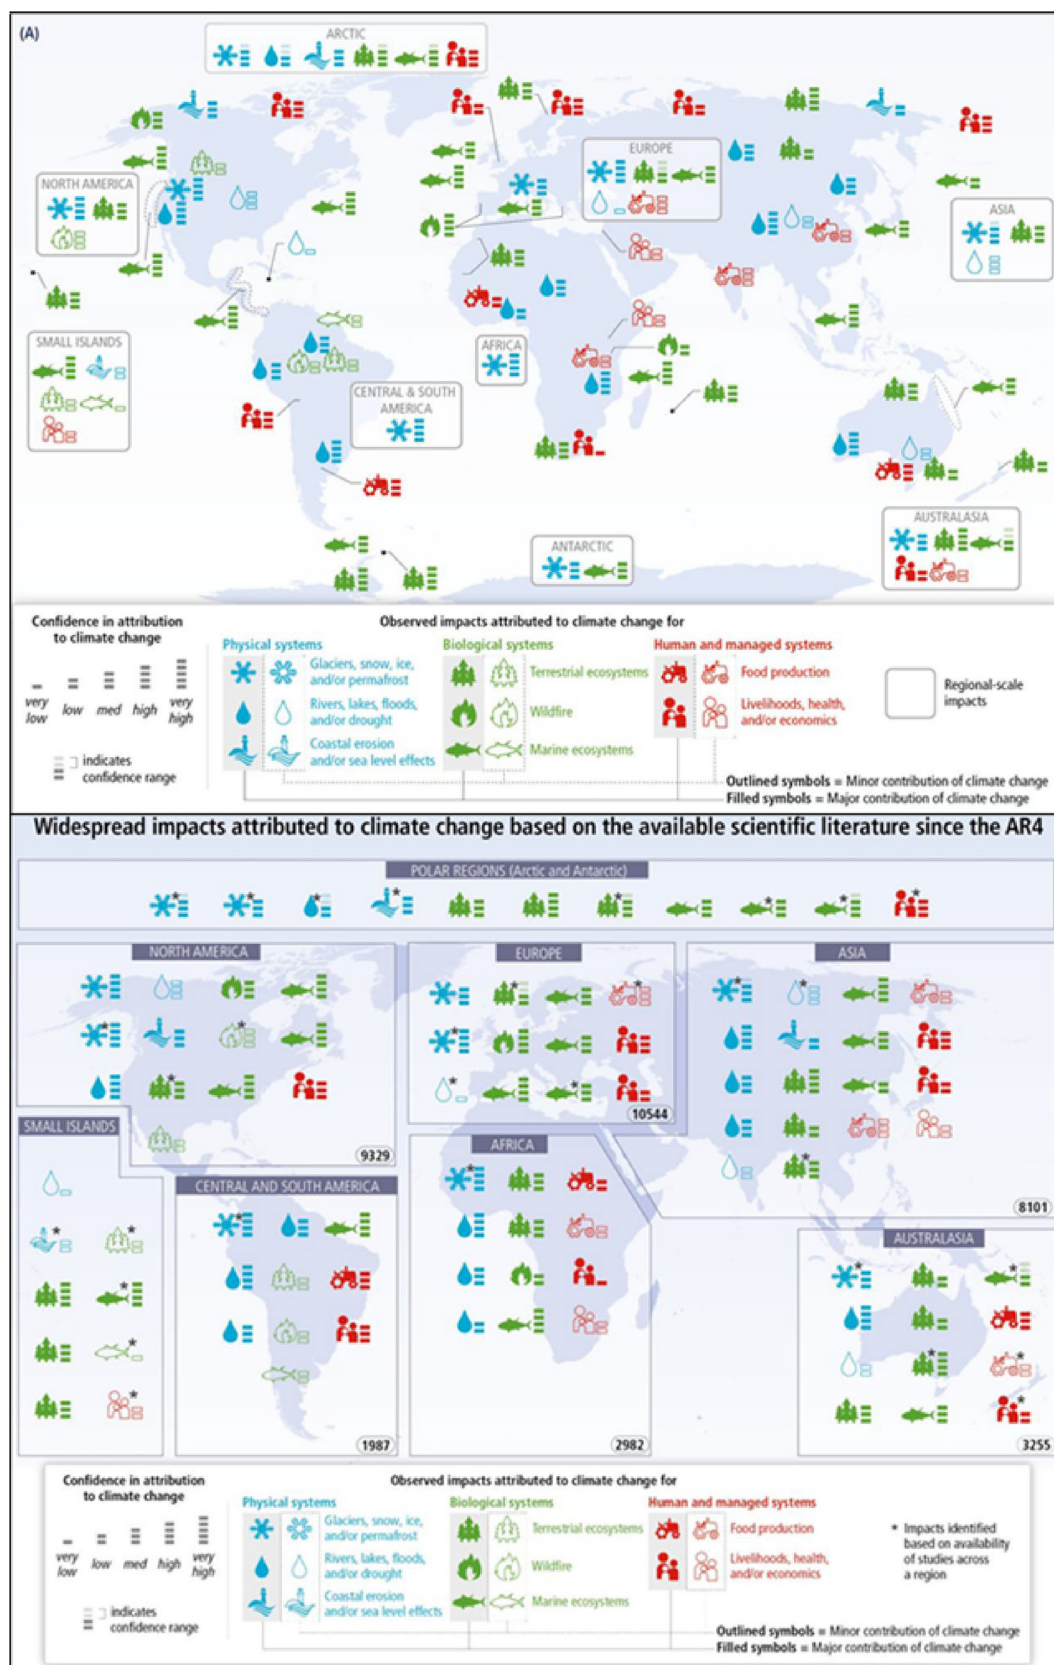 (A)
ARCTIC
NORTH AMERICA
EUROPE
ASIA
SMALL ISLANDS
AFRICA
CENTRAL & SOUTH
AMERICA
AUSTRALASIA
ANTARCTIC
Confidence in attribution
to climate change
very low
low
med
high
very high
indicates
confidence range
Observed impacts attributed to climate change for
Physical systems
Glaciers, snow, ice,
and/or permafrost
Rivers, lakes, floods,
and/or drought
Coastal erosion
and/or sea level effects
Biological systems
Terrestrial ecosystems
Wildfire
Marine ecosystems
Human and managed systems
Food production
Livelihoods, health,
and/or economics
Regional-scale
impacts
Outlined symbols = Minor contribution of climate change
Filled symbols = Major contribution of climate change
Widespread impacts attributed to climate change based on the available scientific literature since the AR4
POLAR REGIONS (Arctic and Antarctic)
NORTH AMERICA
EUROPE
ASIA
10544
SMALL ISLANDS
9329
AFRICA
CENTRAL AND SOUTH AMERICA
8101
AUSTRALASIA
1987
2982
3255
Confidence in attribution
to climate change
very low
low
med
high
very high
indicates
confidence range
Observed impacts attributed to climate change for
Physical systems
Glaciers, snow, ice,
and/or permafrost
Rivers, lakes, floods,
and/or drought
Coastal erosion
and/or sea level effects
Biological systems
Terrestrial ecosystems
Wildfire
Marine ecosystems
Human and managed systems
Food production
Livelihoods, health,
and/or economics
* Impacts identified
based on availability
of studies across
a region
Outlined symbols = Minor contribution of climate change
Filled symbols = Major contribution of climate change